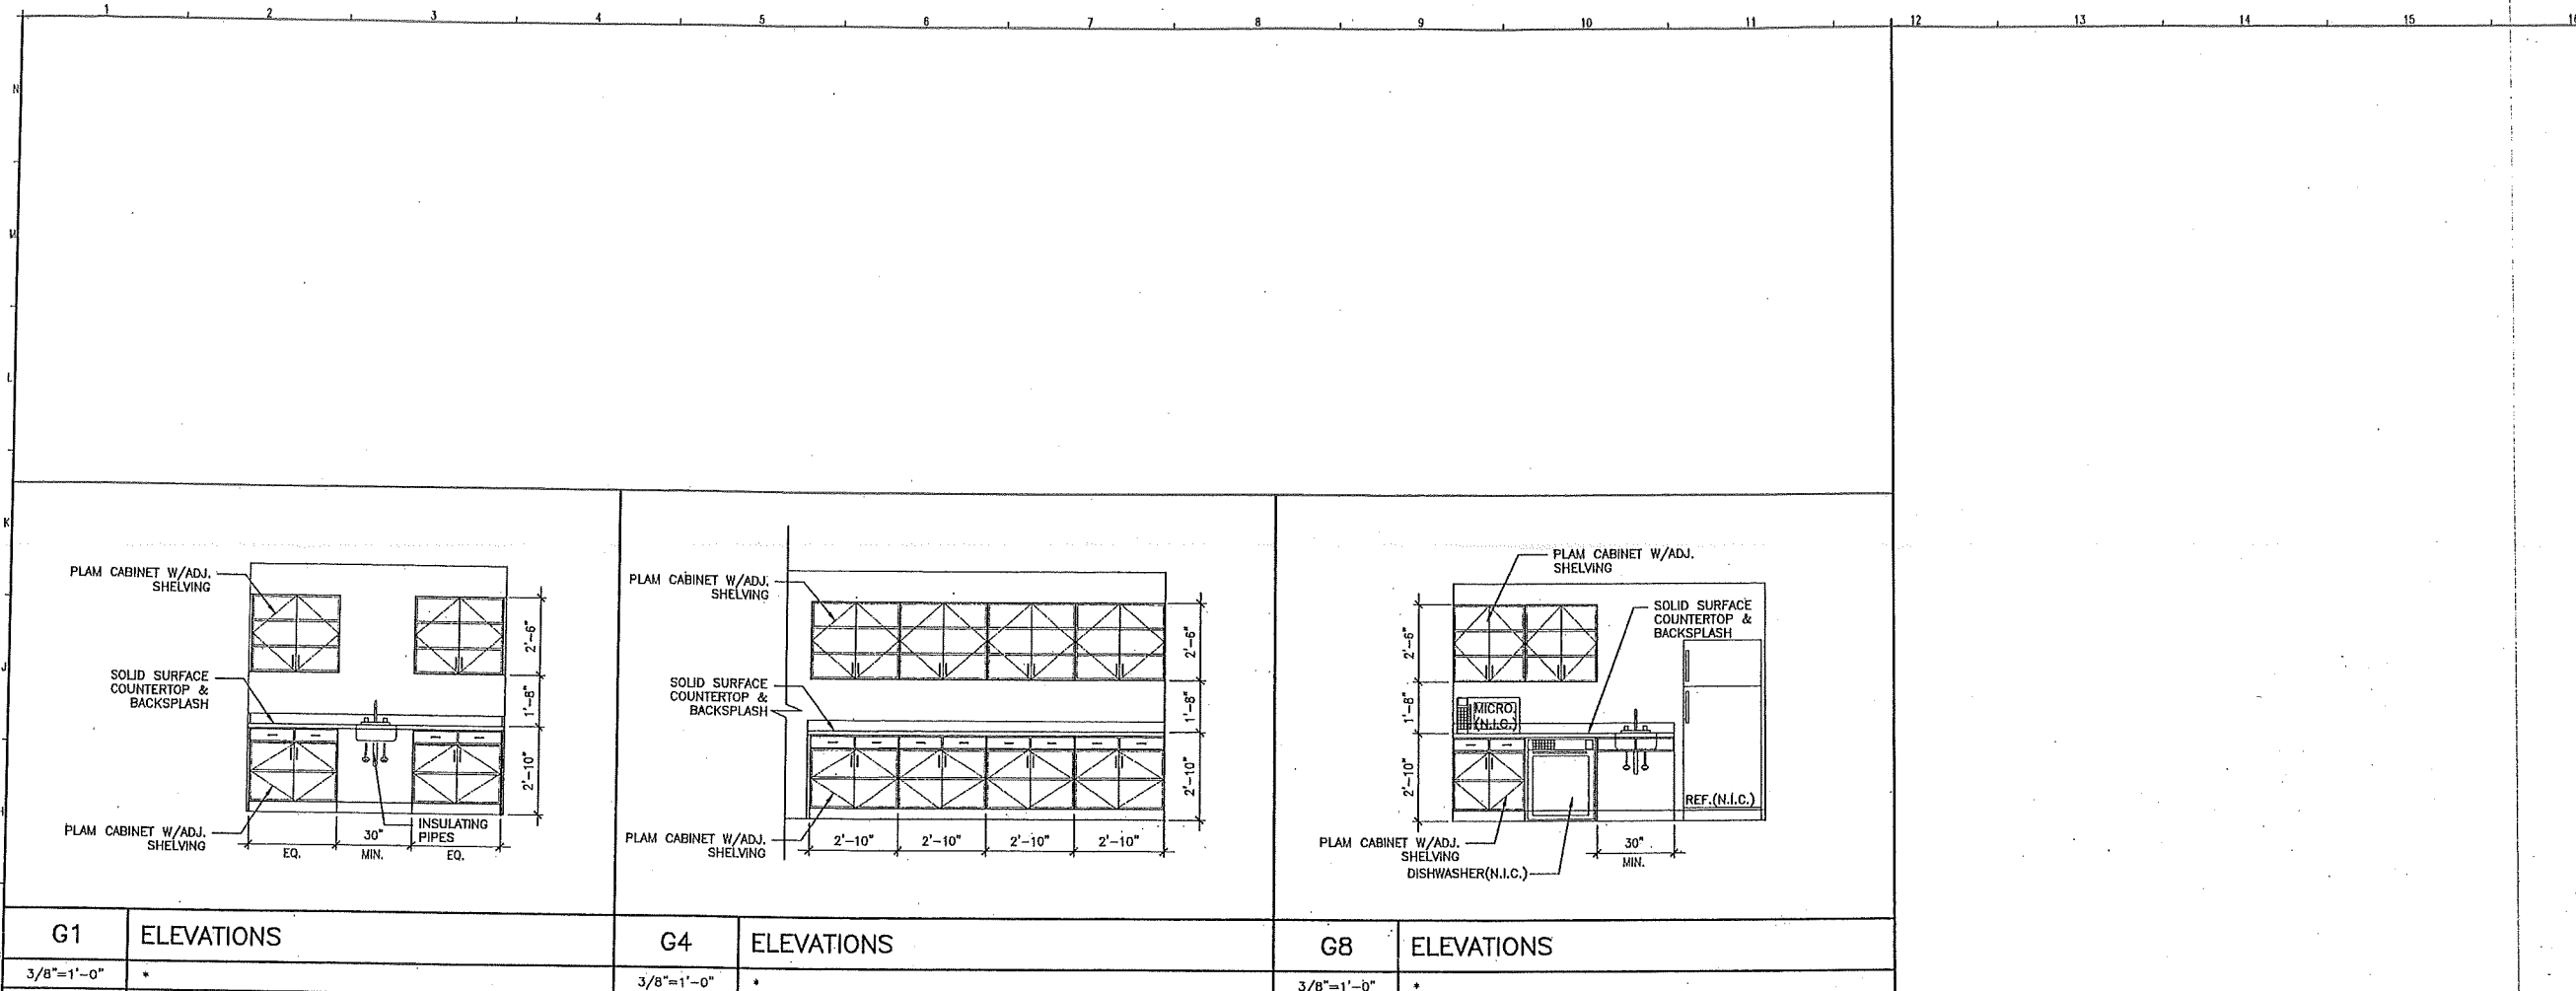 1 2 3 4 5 6 7 8 9 10 11 12 13 14 15 16
N
M
L
K
J
PLAM CABINET W/ADJ.
SHELVING
SOLID SURFACE
COUNTERTOP &
BACKSPLASH
PLAM CABINET W/ADJ.
SHELVING
2'-6"
1'-8"
2'-10"
INSULATING
PIPES
EQ.
30"
MIN.
EQ.
PLAM CABINET W/ADJ.
SHELVING
SOLID SURFACE
COUNTERTOP &
BACKSPLASH
PLAM CABINET W/ADJ.
SHELVING
2'-6"
1'-8"
2'-10"
2'-10" 2'-10" 2'-10" 2'-10"
PLAM CABINET W/ADJ.
SHELVING
SOLID SURFACE
COUNTERTOP &
BACKSPLASH
2'-6"
1'-8"
2'-10"
MICRO.
(N.I.C.)
REF.(N.I.C.)
PLAM CABINET W/ADJ.
SHELVING
DISHWASHER(N.I.C.)
30"
MIN.
G1 ELEVATIONS
3/8"=1'-0" *
G4 ELEVATIONS
3/8"=1'-0" *
G8 ELEVATIONS
3/8"=1'-0" *